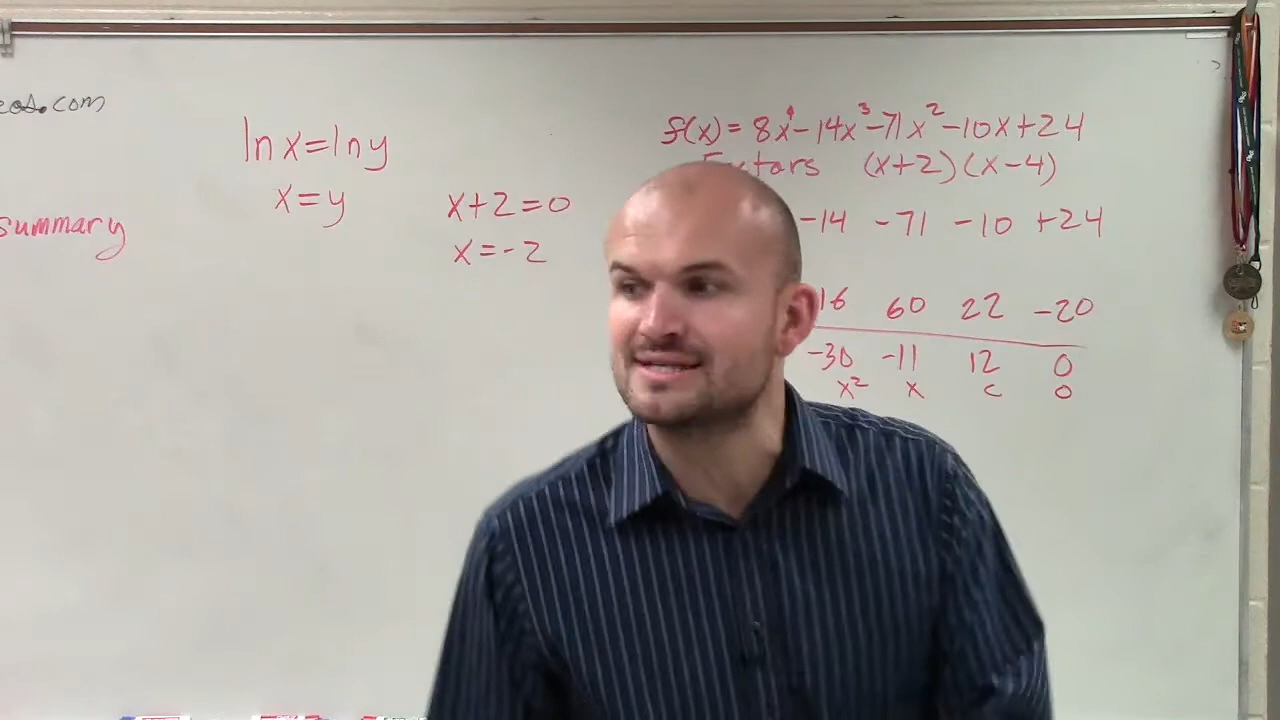 eos.com
summary
ln x = ln y
x = y
x + 2 = 0
x = -2
f(x) = 8x⁴ - 14x³ - 71x² - 10x + 24
Factors (x+2)(x-4)
-14 -71 -10 +24
16 60 22 -20
-30 -11 12 0
x² x c 0